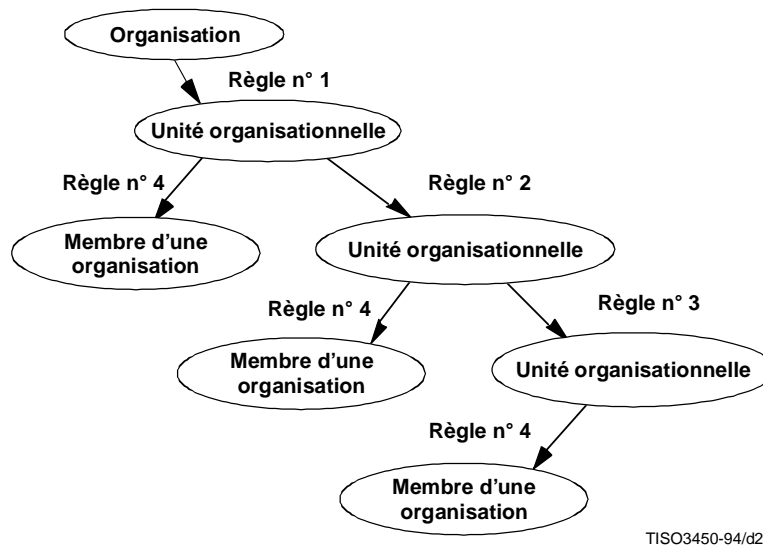 Organisation
Règle n° 1
Unité organisationnelle
Règle n° 4
Règle n° 2
Membre d'une
organisation
Unité organisationnelle
Règle n° 4
Règle n° 3
Membre d'une
organisation
Unité organisationnelle
Règle n° 4
Membre d'une
organisation
TISO3450-94/d2